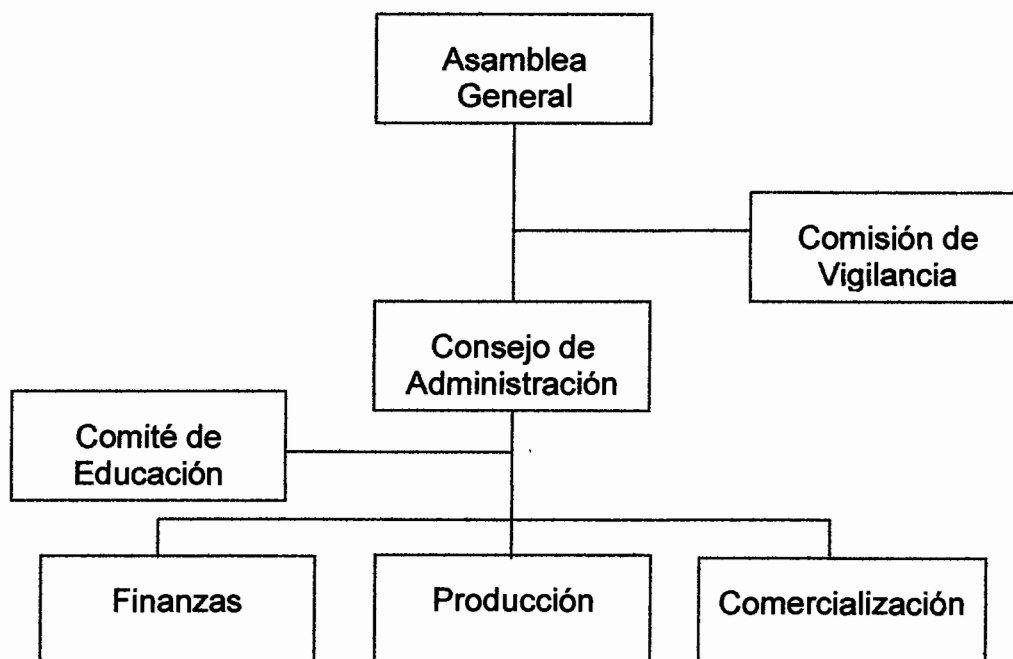 Asamblea
General
Comisión de
Vigilancia
Consejo de
Administración
Comité de
Educación
Finanzas
Producción
Comercialización